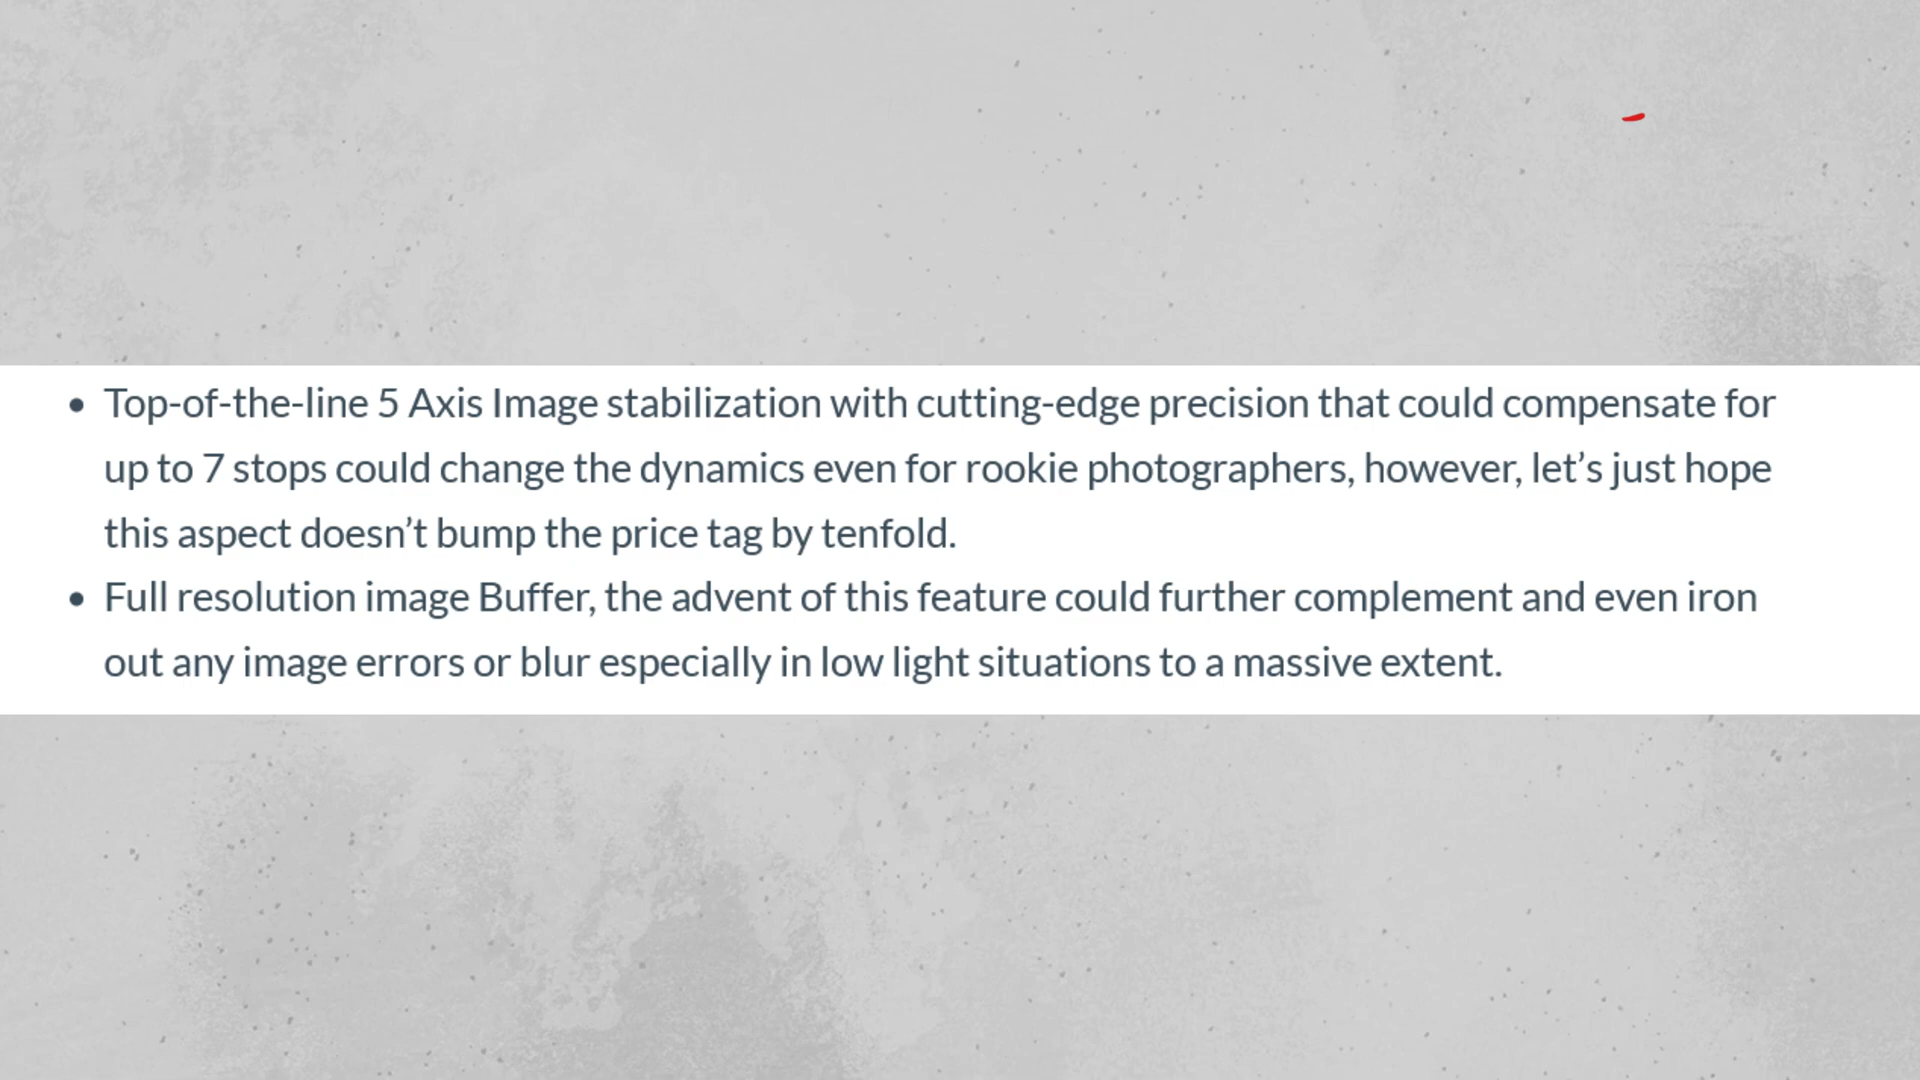 • Top-of-the-line 5 Axis Image stabilization with cutting-edge precision that could compensate for
up to 7 stops could change the dynamics even for rookie photographers, however, let’s just hope
this aspect doesn’t bump the price tag by tenfold.
• Full resolution image Buffer, the advent of this feature could further complement and even iron
out any image errors or blur especially in low light situations to a massive extent.